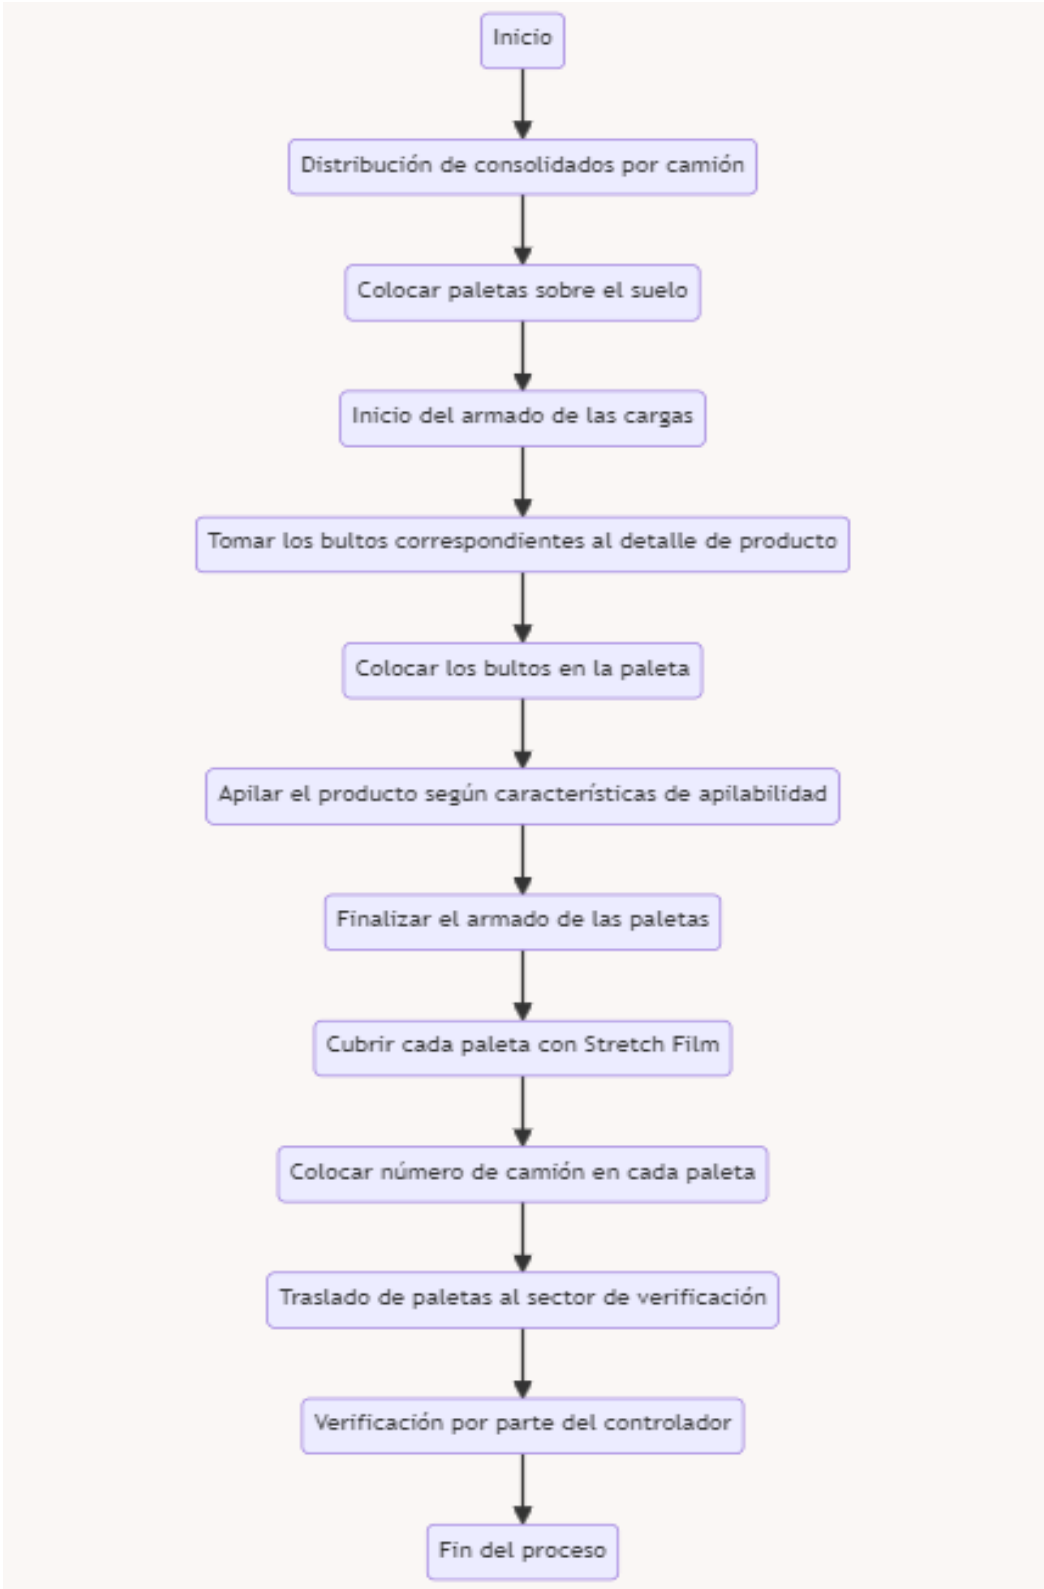 Inicio
Distribución de consolidados por camión
Colocar paletas sobre el suelo
Inicio del armado de las cargas
Tomar los bultos correspondientes al detalle de producto
Colocar los bultos en la paleta
Apilar el producto según características de apilabilidad
Finalizar el armado de las paletas
Cubrir cada paleta con Stretch Film
Colocar número de camión en cada paleta
Traslado de paletas al sector de verificación
Verificación por parte del controlador
Fin del proceso